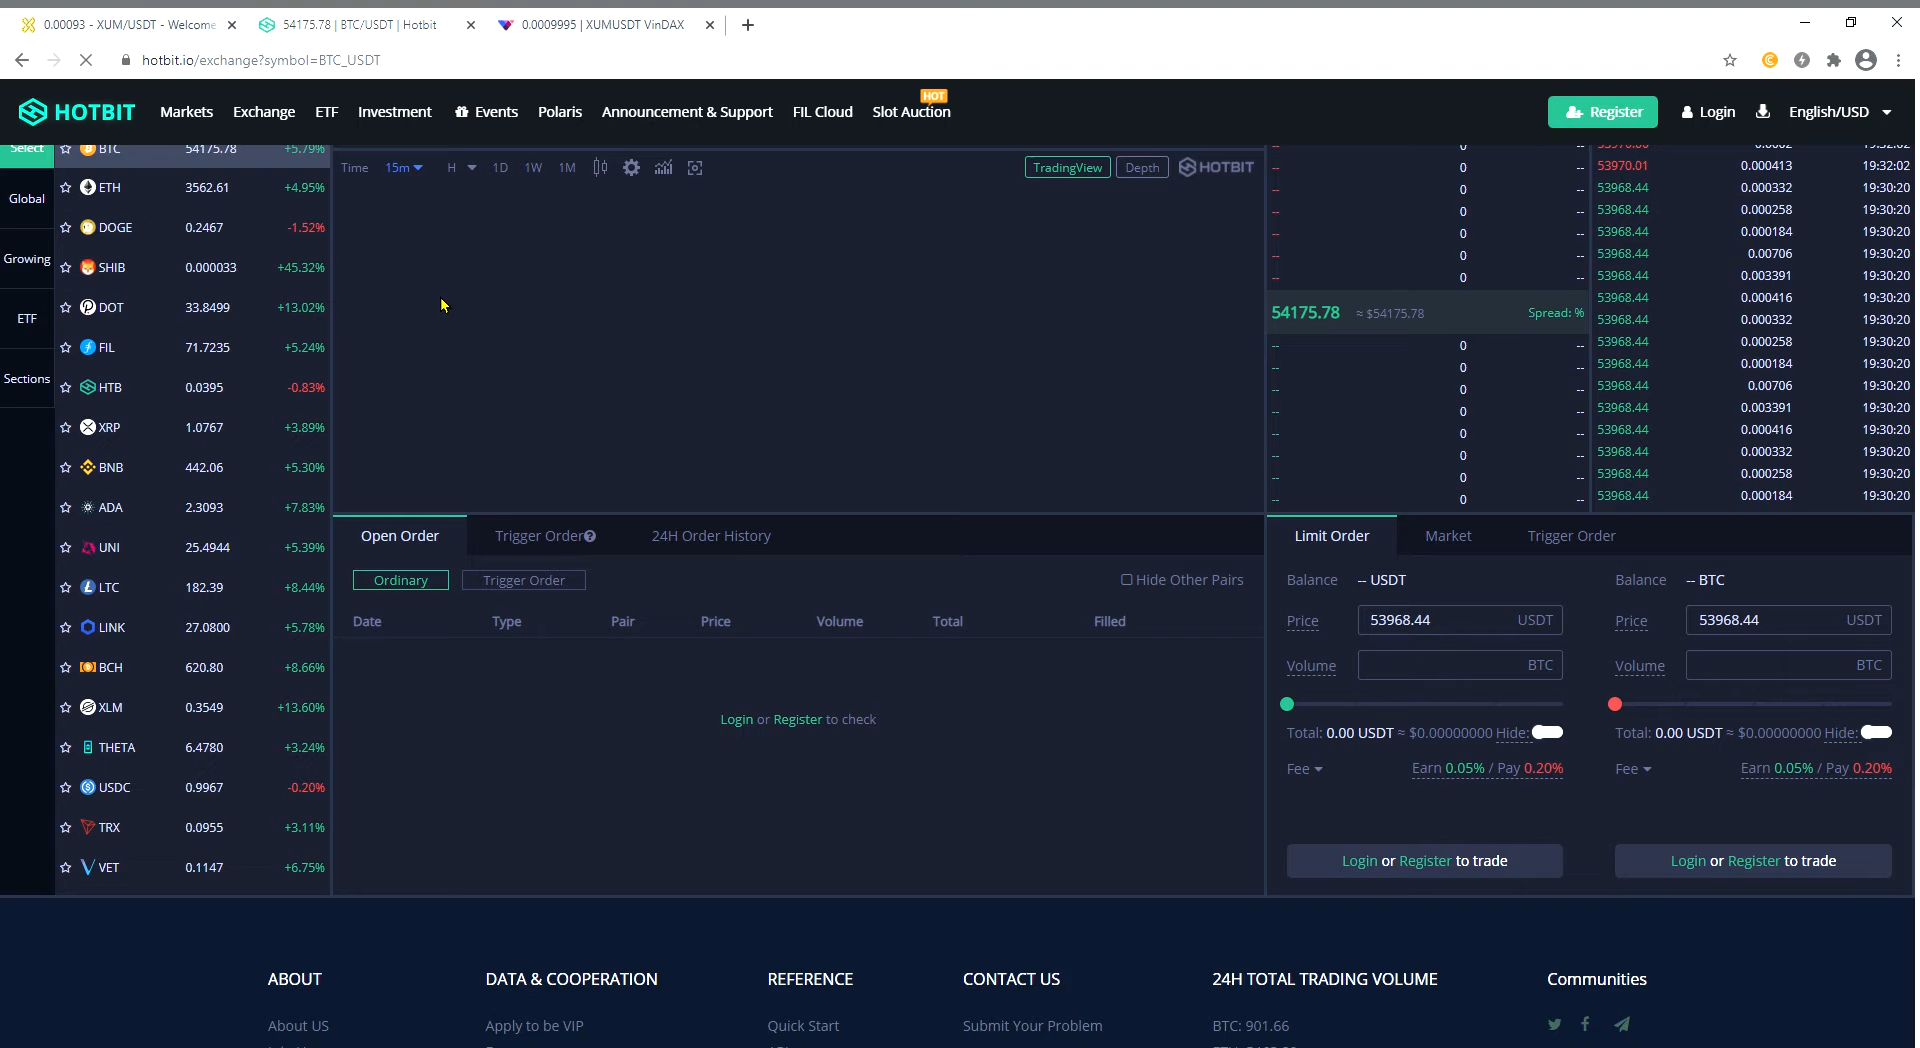 0.00093 - XUM/USDT - Welcome
54175.78 | BTC/USDT | Hotbit
0.0009995 | XUMUSDT VinDAX
hotbit.io/exchange?symbol=BTC_USDT
HOTBIT Markets Exchange ETF Investment Events Polaris Announcement & Support FIL Cloud Slot Auction HOT Register Login English/USD
Select
Global
Growing
ETF
Sections
BTC 54175.78 +5.79%
ETH 3562.61 +4.95%
DOGE 0.2467 -1.52%
SHIB 0.000033 +45.32%
DOT 33.8499 +13.02%
FIL 71.7235 +5.24%
HTB 0.0395 -0.83%
XRP 1.0767 +3.89%
BNB 442.06 +5.30%
ADA 2.3093 +7.83%
UNI 25.4944 +5.39%
LTC 182.39 +8.44%
LINK 27.0800 +5.78%
BCH 620.80 +8.66%
XLM 0.3549 +13.60%
THETA 6.4780 +3.24%
USDC 0.9967 -0.20%
TRX 0.0955 +3.11%
VET 0.1147 +6.75%
Time 15m H 1D 1W 1M TradingView Depth HOTBIT
-- 0 --
-- 0 --
-- 0 --
-- 0 --
-- 0 --
-- 0 --
-- 0 --
54175.78 ≈ $54175.78 Spread: %
-- 0 --
-- 0 --
-- 0 --
-- 0 --
-- 0 --
-- 0 --
-- 0 --
-- 0 --
53970.01 0.000413 19:32:02
53968.44 0.000332 19:30:20
53968.44 0.000258 19:30:20
53968.44 0.000184 19:30:20
53968.44 0.00706 19:30:20
53968.44 0.003391 19:30:20
53968.44 0.000416 19:30:20
53968.44 0.000332 19:30:20
53968.44 0.000258 19:30:20
53968.44 0.000184 19:30:20
53968.44 0.00706 19:30:20
53968.44 0.003391 19:30:20
53968.44 0.000416 19:30:20
53968.44 0.000332 19:30:20
53968.44 0.000258 19:30:20
53968.44 0.000184 19:30:20
Open Order Trigger Order 24H Order History
Ordinary Trigger Order Hide Other Pairs
Date Type Pair Price Volume Total Filled
Login or Register to check
Limit Order Market Trigger Order
Balance -- USDT
Price 53968.44 USDT
Volume BTC
Total: 0.00 USDT ≈ $0.00000000 Hide:
Fee Earn 0.05% / Pay 0.20%
Login or Register to trade
Balance -- BTC
Price 53968.44 USDT
Volume BTC
Total: 0.00 USDT ≈ $0.00000000 Hide:
Fee Earn 0.05% / Pay 0.20%
Login or Register to trade
ABOUT
About US
DATA & COOPERATION
Apply to be VIP
REFERENCE
Quick Start
CONTACT US
Submit Your Problem
24H TOTAL TRADING VOLUME
BTC: 901.66
Communities